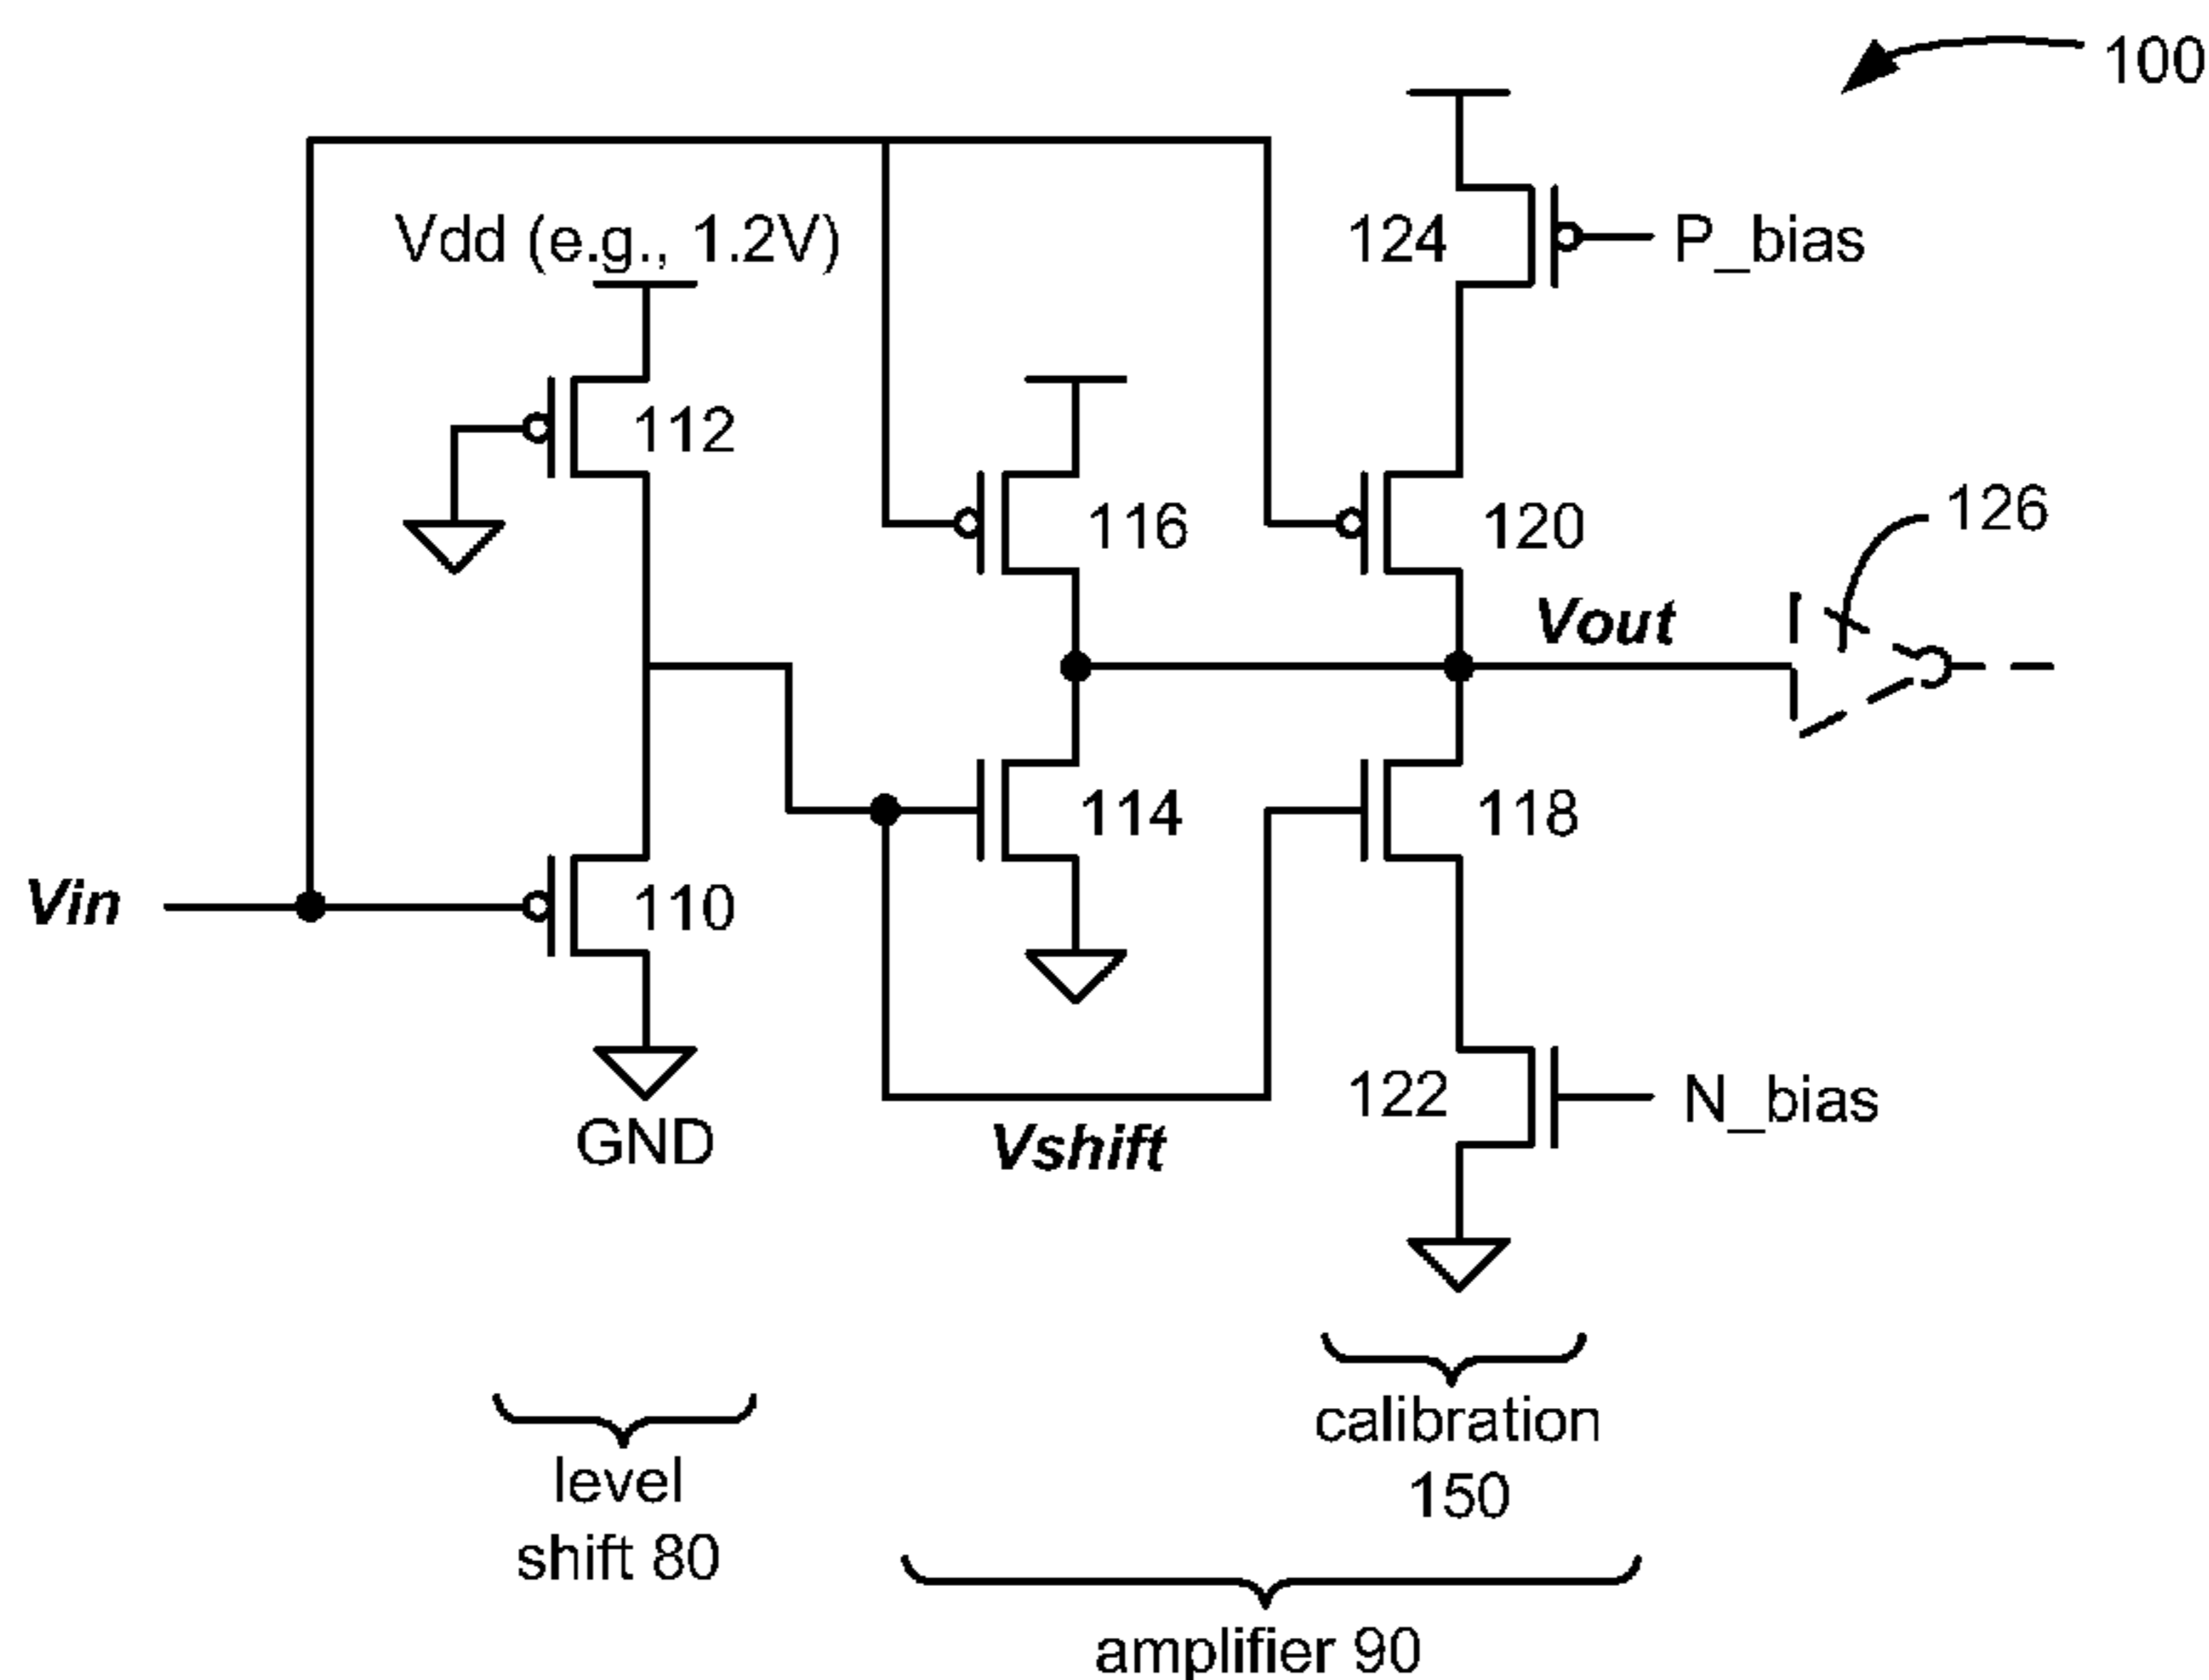 100
Vdd (e.g., 1.2V)
124
P_bias
112
116
120
126
Vout
114
118
Vin
110
122
N_bias
GND
Vshift
calibration
150
level
shift 80
amplifier 90